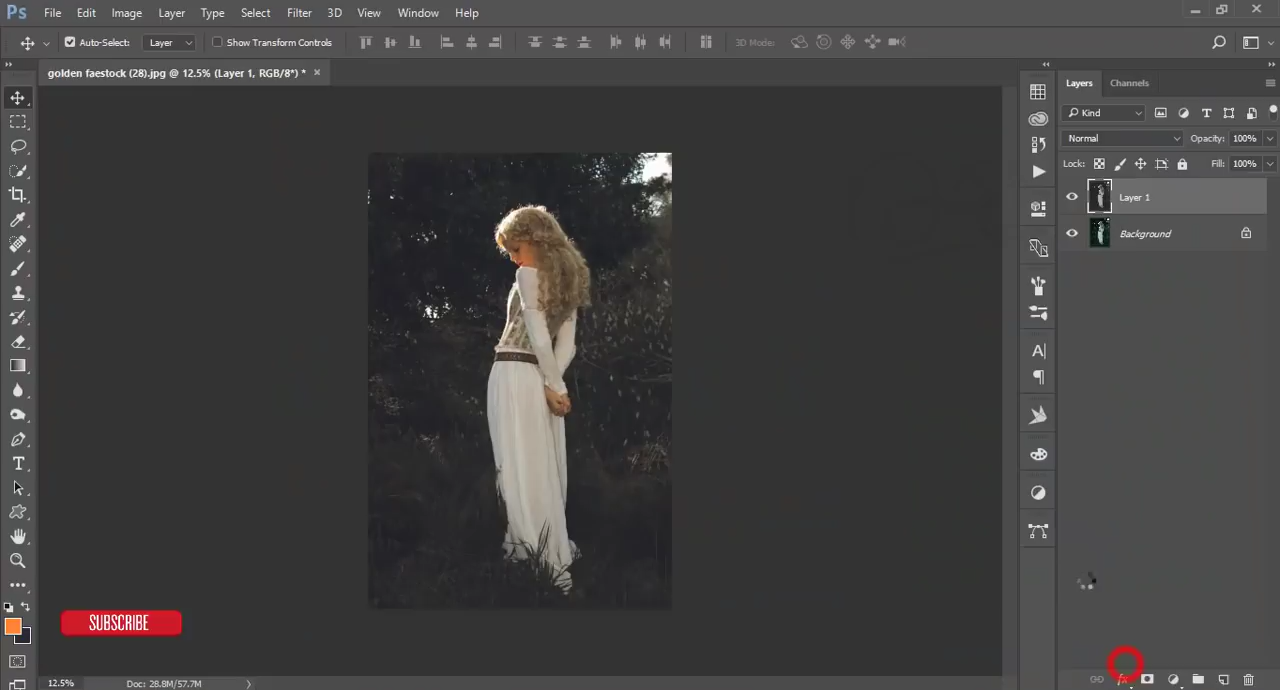 Ps File Edit Image Layer Type Select Filter 3D View Window Help
Auto-Select: Layer Show Transform Controls 3D Mode:
golden faestock (28).jpg @ 12.5% (Layer 1, RGB/8*) * ×
Layers Channels
Kind
Normal Opacity: 100%
Lock: Fill: 100%
Layer 1
Background
SUBSCRIBE
12.5% Doc: 28.8M/57.7M
fx